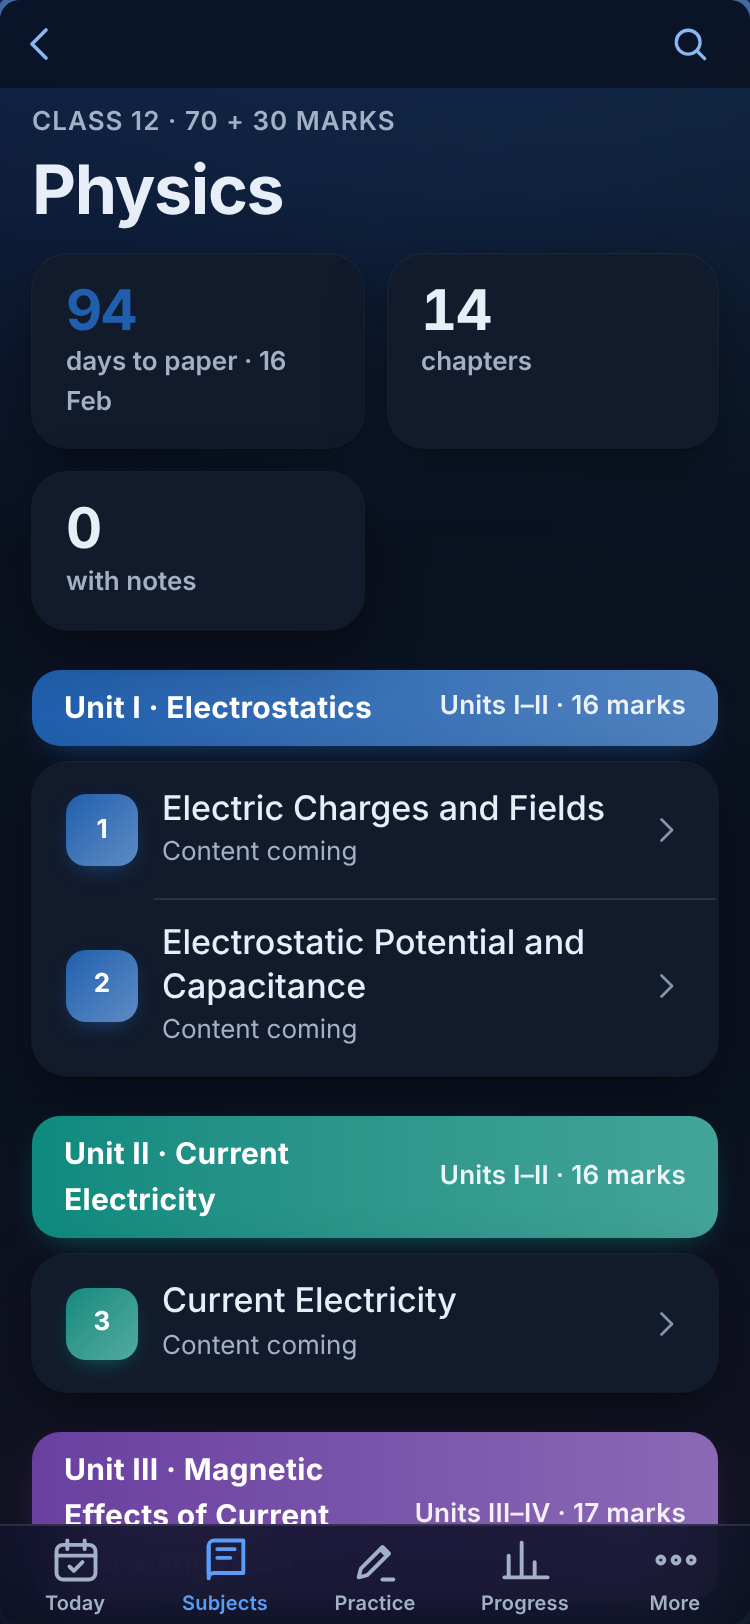 CLASS 12 · 70 + 30 MARKS
Physics
94
days to paper · 16
Feb
14
chapters
0
with notes
Unit I · Electrostatics
Units I–II · 16 marks
1
Electric Charges and Fields
Content coming
2
Electrostatic Potential and
Capacitance
Content coming
Unit II · Current
Electricity
Units I–II · 16 marks
3
Current Electricity
Content coming
Unit III · Magnetic
Effects of Current
Units III–IV · 17 marks
Today
Subjects
Practice
Progress
More